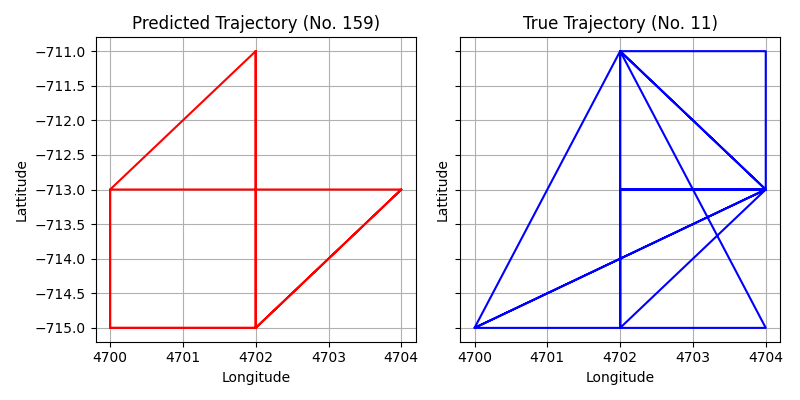 Predicted Trajectory (No. 159)
True Trajectory (No. 11)
−711.0
−711.5
−712.0
−712.5
−713.0
−713.5
−714.0
−714.5
−715.0
Lattitude
Lattitude
4700 4701 4702 4703 4704
4700 4701 4702 4703 4704
Longitude
Longitude